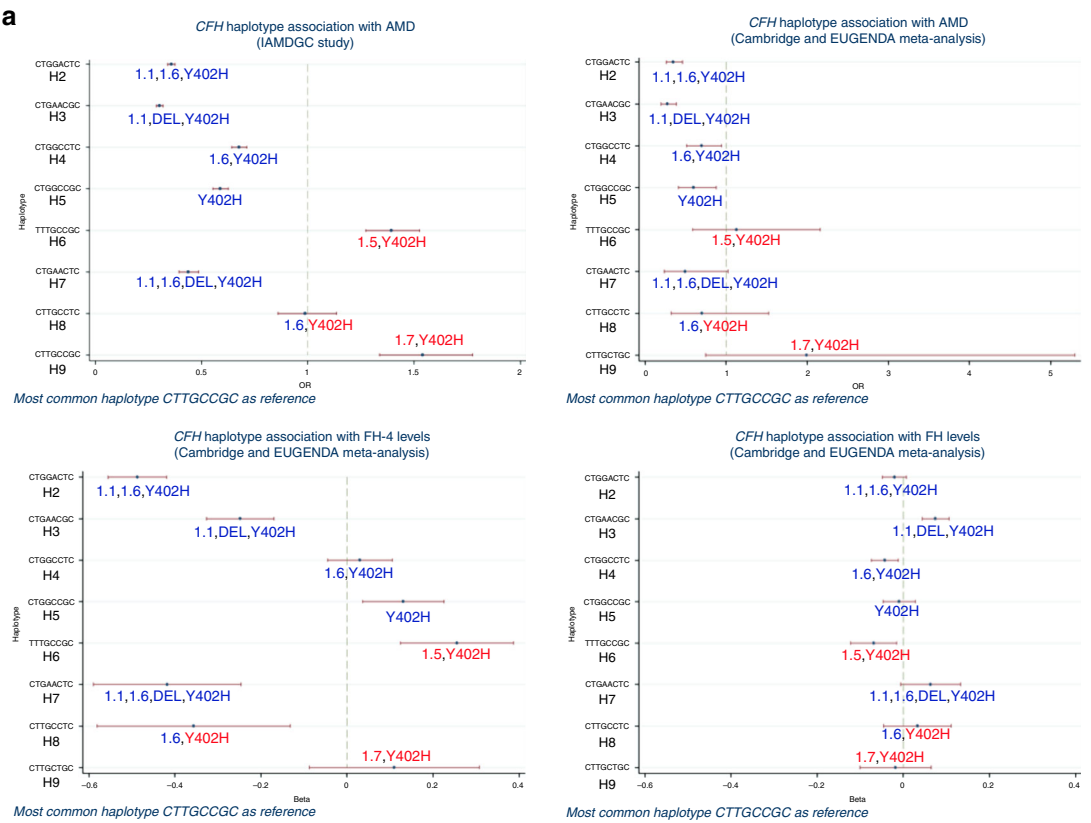 a
CFH haplotype association with AMD
(IAMDGC study)
Haplotype
CTGGACTC
H2
1.1,1.6,Y402H
CTGAACGC
H3
1.1,DEL,Y402H
CTGGCCTC
H4
1.6,Y402H
CTGGCCGC
H5
Y402H
TTTGCCGC
H6
1.5,Y402H
CTGAACTC
H7
1.1,1.6,DEL,Y402H
CTTGCCTC
H8
1.6,Y402H
1.7,Y402H
CTTGCCGC
H9
0 0.5 1 1.5 2
OR
Most common haplotype CTTGCCGC as reference
CFH haplotype association with AMD
(Cambridge and EUGENDA meta-analysis)
Haplotype
CTGGACTC
H2
1.1,1.6,Y402H
CTGAACGC
H3
1.1,DEL,Y402H
CTGGCCTC
H4
1.6,Y402H
CTGGCCGC
H5
Y402H
TTTGCCGC
H6
1.5,Y402H
CTGAACTC
H7
1.1,1.6,DEL,Y402H
CTTGCCTC
H8
1.6,Y402H
1.7,Y402H
CTTGCTGC
H9
0 1 2 3 4 5
OR
Most common haplotype CTTGCCGC as reference
CFH haplotype association with FH-4 levels
(Cambridge and EUGENDA meta-analysis)
Haplotype
CTGGACTC
H2
1.1,1.6,Y402H
CTGAACGC
H3
1.1,DEL,Y402H
CTGGCCTC
H4
1.6,Y402H
CTGGCCGC
H5
Y402H
TTTGCCGC
H6
1.5,Y402H
CTGAACTC
H7
1.1,1.6,DEL,Y402H
CTTGCCTC
H8
1.6,Y402H
1.7,Y402H
CTTGCTGC
H9
−0.6 −0.4 −0.2 0 0.2 0.4
Beta
Most common haplotype CTTGCCGC as reference
CFH haplotype association with FH levels
(Cambridge and EUGENDA meta-analysis)
Haplotype
CTGGACTC
H2
1.1,1.6,Y402H
CTGAACGC
H3
1.1,DEL,Y402H
CTGGCCTC
H4
1.6,Y402H
CTGGCCGC
H5
Y402H
TTTGCCGC
H6
1.5,Y402H
CTGAACTC
H7
1.1,1.6,DEL,Y402H
CTTGCCTC
H8
1.6,Y402H
1.7,Y402H
CTTGCTGC
H9
−0.6 −0.4 −0.2 0 0.2 0.4
Beta
Most common haplotype CTTGCCGC as reference